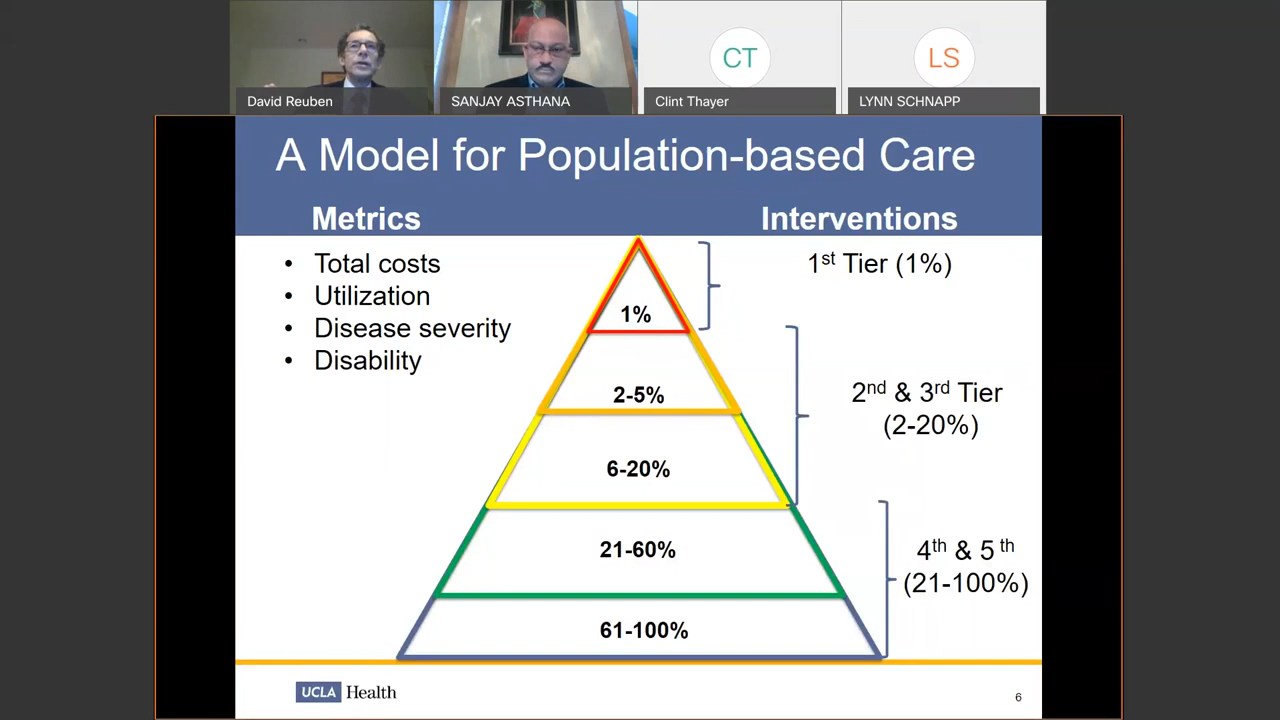 David Reuben
SANJAY ASTHANA
CT
Clint Thayer
LS
LYNN SCHNAPP
A Model for Population-based Care
Metrics
Interventions
• Total costs
• Utilization
• Disease severity
• Disability
1%
2-5%
6-20%
21-60%
61-100%
1st Tier (1%)
2nd & 3rd Tier
(2-20%)
4th & 5 th
(21-100%)
UCLA Health
6